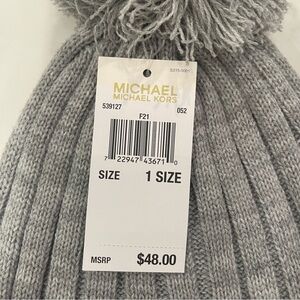 MICHAEL
MICHAEL KORS
539127 052
F21
7 22947 43671 0
SIZE 1 SIZE
MSRP $48.00